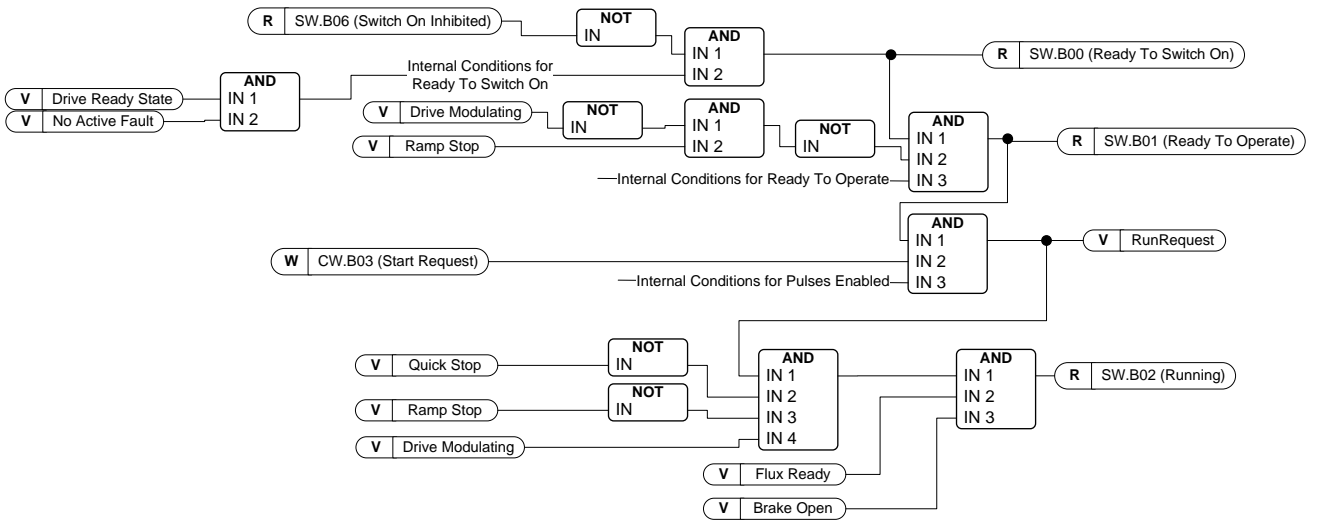 NOT
R SW.B06 (Switch On Inhibited)
IN
AND
IN 1
IN 2
R SW.B00 (Ready To Switch On)
Internal Conditions for
Ready To Switch On
AND
V Drive Ready State
IN 1
V No Active Fault
IN 2
V Drive Modulating
NOT
IN
AND
IN 1
IN 2
V Ramp Stop
NOT
IN
AND
IN 1
IN 2
IN 3
R SW.B01 (Ready To Operate)
Internal Conditions for Ready To Operate
AND
IN 1
IN 2
IN 3
V RunRequest
W CW.B03 (Start Request)
Internal Conditions for Pulses Enabled
NOT
V Quick Stop
IN
NOT
V Ramp Stop
IN
V Drive Modulating
AND
IN 1
IN 2
IN 3
IN 4
AND
IN 1
IN 2
IN 3
R SW.B02 (Running)
V Flux Ready
V Brake Open